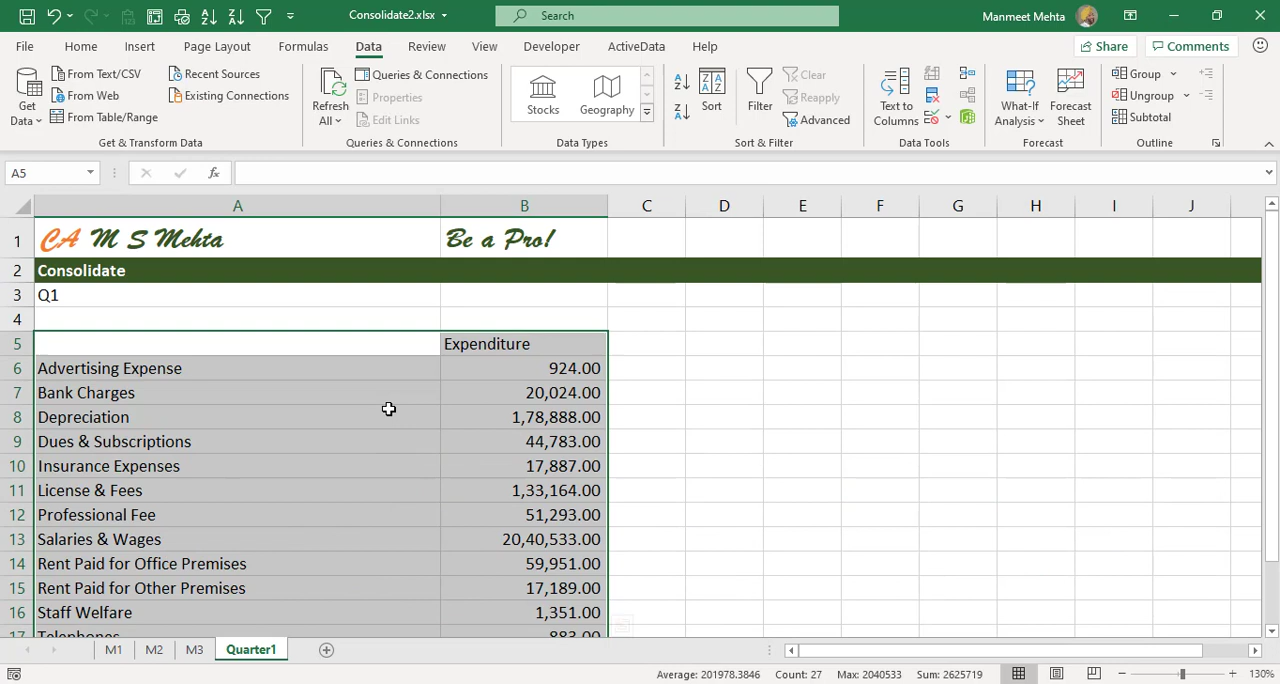 Consolidate2.xlsx
Search
Manmeet Mehta
File Home Insert Page Layout Formulas Data Review View Developer ActiveData Help Share Comments
Get Data
From Text/CSV
From Web
From Table/Range
Recent Sources
Existing Connections
Get & Transform Data
Refresh All
Queries & Connections
Properties
Edit Links
Queries & Connections
Stocks
Geography
Data Types
Sort
Filter
Clear
Reapply
Advanced
Sort & Filter
Text to Columns
Data Tools
What-If Analysis
Forecast Sheet
Forecast
Group
Ungroup
Subtotal
Outline
A5
fx
A B C D E F G H I J
1 CA M S Mehta Be a Pro!
2 Consolidate
3 Q1
4
5 Expenditure
6 Advertising Expense 924.00
7 Bank Charges 20,024.00
8 Depreciation 1,78,888.00
9 Dues & Subscriptions 44,783.00
10 Insurance Expenses 17,887.00
11 License & Fees 1,33,164.00
12 Professional Fee 51,293.00
13 Salaries & Wages 20,40,533.00
14 Rent Paid for Office Premises 59,951.00
15 Rent Paid for Other Premises 17,189.00
16 Staff Welfare 1,351.00
17 Telephones 883.00
M1 M2 M3 Quarter1
Average: 201978.3846 Count: 27 Max: 2040533 Sum: 2625719 130%